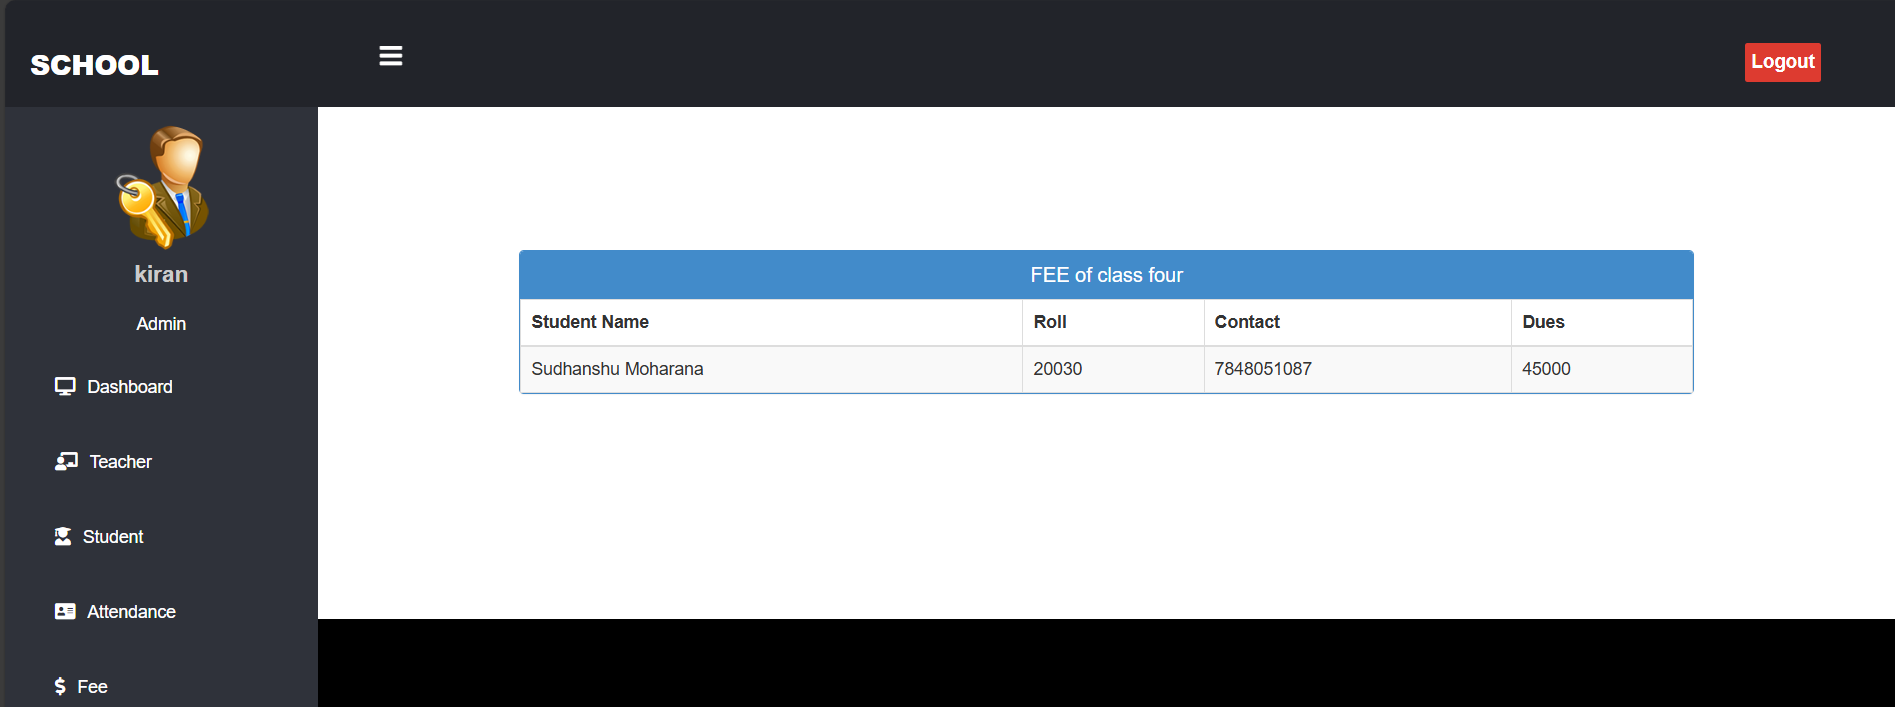 SCHOOL
Logout
kiran
Admin
Dashboard
Teacher
Student
Attendance
Fee
FEE of class four
Student Name Roll Contact Dues
Sudhanshu Moharana 20030 7848051087 45000